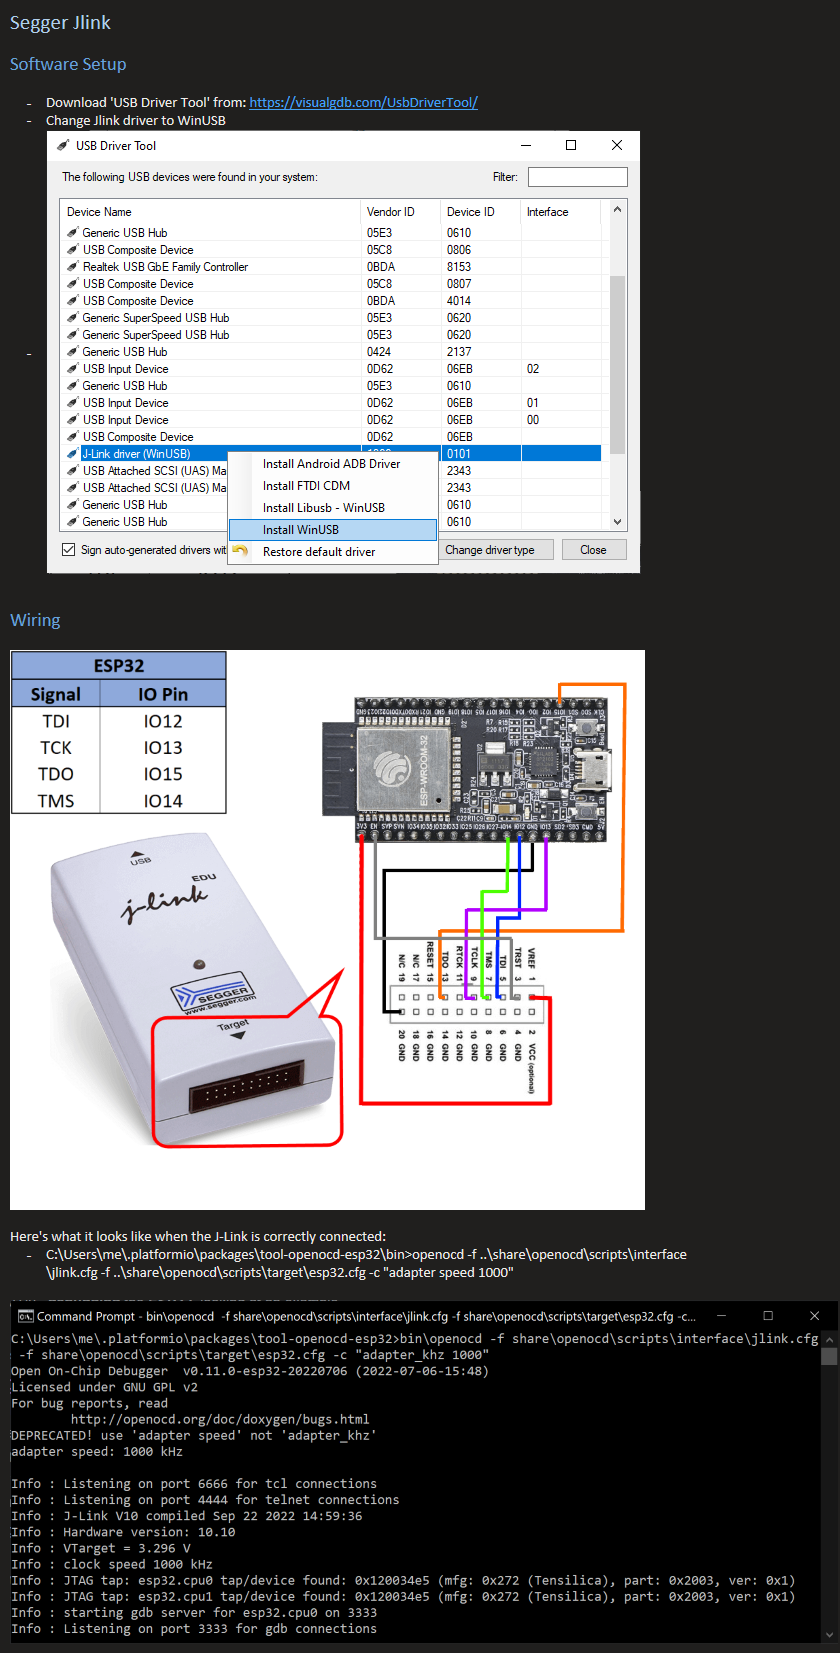 Segger Jlink
Software Setup
- Download 'USB Driver Tool' from: https://visualgdb.com/UsbDriverTool/
- Change Jlink driver to WinUSB
USB Driver Tool
The following USB devices were found in your system:
Filter:
Device Name Vendor ID Device ID Interface
Generic USB Hub 05E3 0610
USB Composite Device 05C8 0806
Realtek USB GbE Family Controller 0BDA 8153
USB Composite Device 05C8 0807
USB Composite Device 0BDA 4014
Generic SuperSpeed USB Hub 05E3 0620
Generic SuperSpeed USB Hub 05E3 0620
- Generic USB Hub 0424 2137
USB Input Device 0D62 06EB 02
Generic USB Hub 05E3 0610
USB Input Device 0D62 06EB 01
USB Input Device 0D62 06EB 00
USB Composite Device 0D62 06EB
J-Link driver (WinUSB) 0101
USB Attached SCSI (UAS) Ma 2343
USB Attached SCSI (UAS) Ma 2343
Generic USB Hub 0610
Generic USB Hub 0610
Install Android ADB Driver
Install FTDI CDM
Install Libusb - WinUSB
Install WinUSB
Restore default driver
Sign auto-generated drivers wit
Change driver type
Close
Wiring
ESP32
Signal IO Pin
TDI IO12
TCK IO13
TDO IO15
TMS IO14
ESP-WROOM-32
3V3 EN SVP SVN IO34 IO35 IO32 IO33 IO25 IO26 IO27 IO14 IO12 GND IO13 SD2 SD3 CMD 5V
USB
EDU
j-link
SEGGER
www.segger.com
Target
VREF 1
TRST 3
TDI 5
TMS 7
TCLK 9
RTCK 11
TDO 13
RESET 15
N/C 17
N/C 19
2 VCC (optional)
4 GND
6 GND
8 GND
10 GND
12 GND
14 GND
16 GND
18 GND
20 GND
Here's what it looks like when the J-Link is correctly connected:
- C:\Users\me\.platformio\packages\tool-openocd-esp32\bin>openocd -f ..\share\openocd\scripts\interface
\jlink.cfg -f ..\share\openocd\scripts\target\esp32.cfg -c "adapter speed 1000"
Command Prompt - bin\openocd -f share\openocd\scripts\interface\jlink.cfg -f share\openocd\scripts\target\esp32.cfg -c...
C:\Users\me\.platformio\packages\tool-openocd-esp32>bin\openocd -f share\openocd\scripts\interface\jlink.cfg
-f share\openocd\scripts\target\esp32.cfg -c "adapter_khz 1000"
Open On-Chip Debugger v0.11.0-esp32-20220706 (2022-07-06-15:48)
Licensed under GNU GPL v2
For bug reports, read
http://openocd.org/doc/doxygen/bugs.html
DEPRECATED! use 'adapter speed' not 'adapter_khz'
adapter speed: 1000 kHz
Info : Listening on port 6666 for tcl connections
Info : Listening on port 4444 for telnet connections
Info : J-Link V10 compiled Sep 22 2022 14:59:36
Info : Hardware version: 10.10
Info : VTarget = 3.296 V
Info : clock speed 1000 kHz
Info : JTAG tap: esp32.cpu0 tap/device found: 0x120034e5 (mfg: 0x272 (Tensilica), part: 0x2003, ver: 0x1)
Info : JTAG tap: esp32.cpu1 tap/device found: 0x120034e5 (mfg: 0x272 (Tensilica), part: 0x2003, ver: 0x1)
Info : starting gdb server for esp32.cpu0 on 3333
Info : Listening on port 3333 for gdb connections